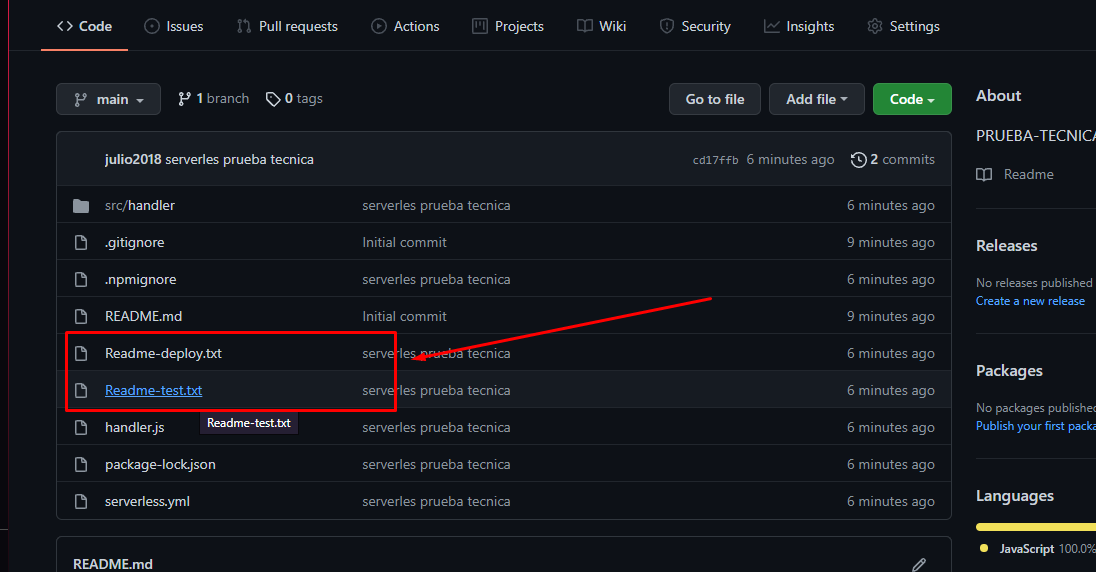 Code Issues Pull requests Actions Projects Wiki Security Insights Settings
main 1 branch 0 tags Go to file Add file Code
julio2018 serverles prueba tecnica cd17ffb 6 minutes ago 2 commits
src/handler serverles prueba tecnica 6 minutes ago
.gitignore Initial commit 9 minutes ago
.npmignore serverles prueba tecnica 6 minutes ago
README.md Initial commit 9 minutes ago
Readme-deploy.txt serverles prueba tecnica 6 minutes ago
Readme-test.txt serverles prueba tecnica 6 minutes ago
Readme-test.txt
handler.js serverles prueba tecnica 6 minutes ago
package-lock.json serverles prueba tecnica 6 minutes ago
serverless.yml serverles prueba tecnica 6 minutes ago
README.md
About
PRUEBA-TECNICA
Readme
Releases
No releases published
Create a new release
Packages
No packages published
Publish your first packa
Languages
JavaScript 100.0%